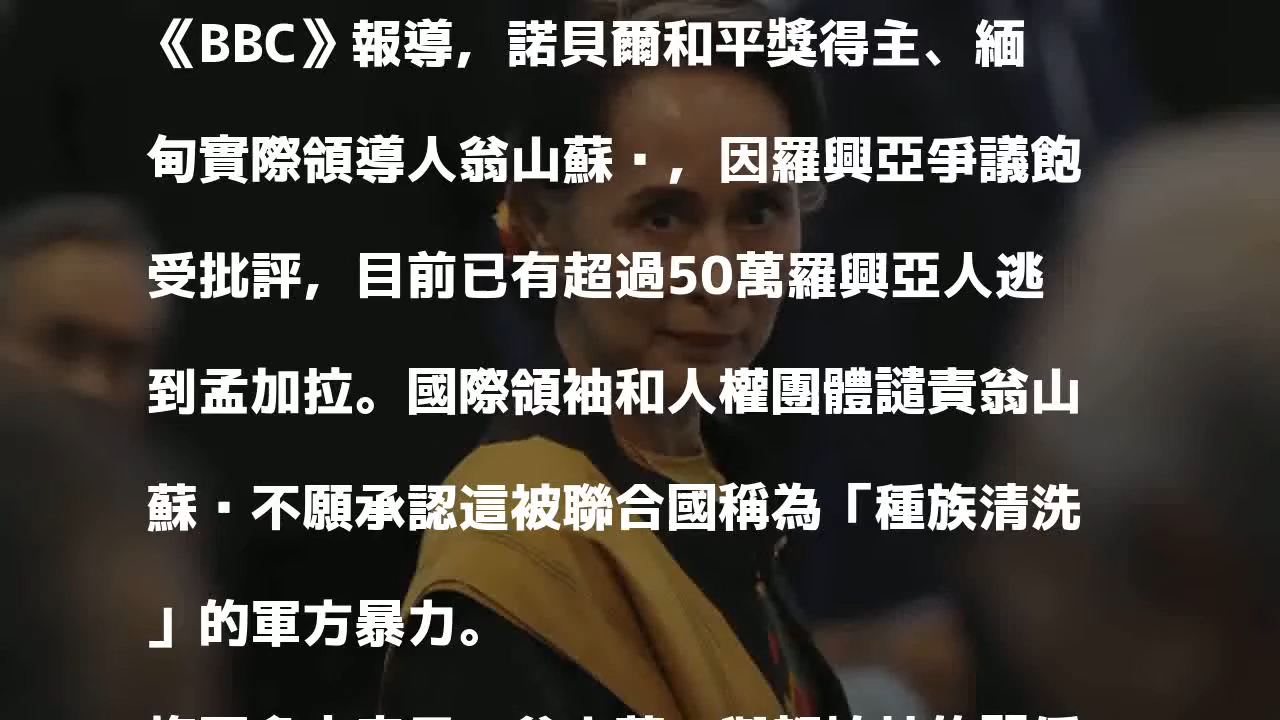 《BBC》報導，諾貝爾和平獎得主、緬
甸實際領導人翁山蘇·，因羅興亞爭議飽
受批評，目前已有超過50萬羅興亞人逃
到孟加拉。國際領袖和人權團體譴責翁山
蘇·不願承認這被聯合國稱為「種族清洗
」的軍方暴力。